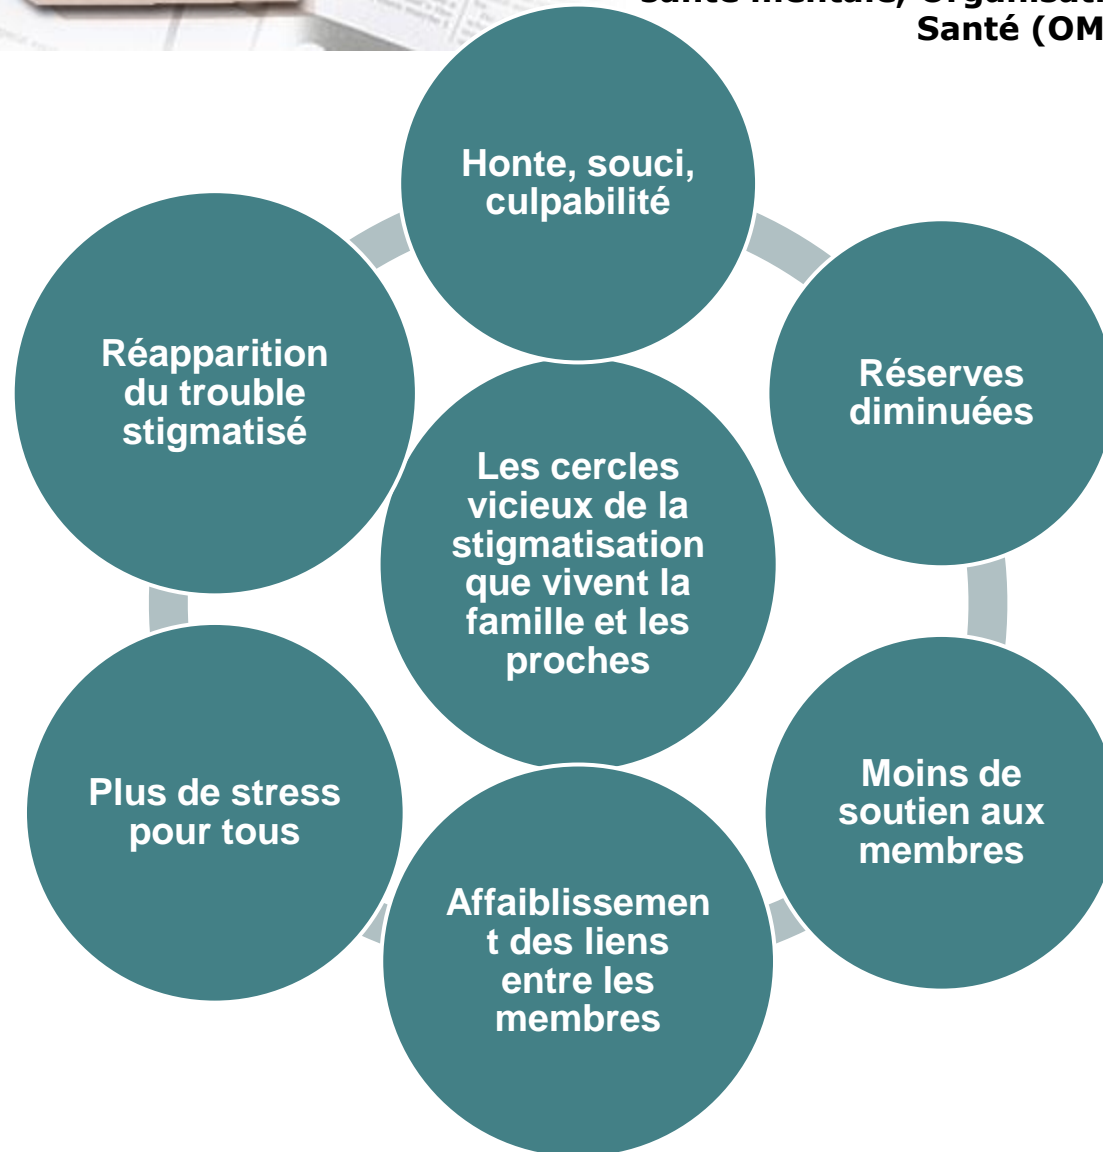 Santé (OM
Honte, souci,
culpabilité
Réserves
diminuées
Moins de
soutien aux
membres
Affaiblissemen
t des liens
entre les
membres
Plus de stress
pour tous
Réapparition
du trouble
stigmatisé
Les cercles
vicieux de la
stigmatisation
que vivent la
famille et les
proches